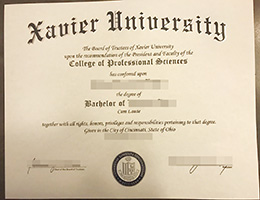 Xavier University
The Board of Trustees of Xavier University
upon the recommendation of the President and Faculty of the
College of Professional Sciences
has conferred upon
the degree of
Bachelor of
Cum Laude
together with all rights, honors, privileges and responsibilities pertaining to that degree.
Given in the City of Cincinnati, State of Ohio